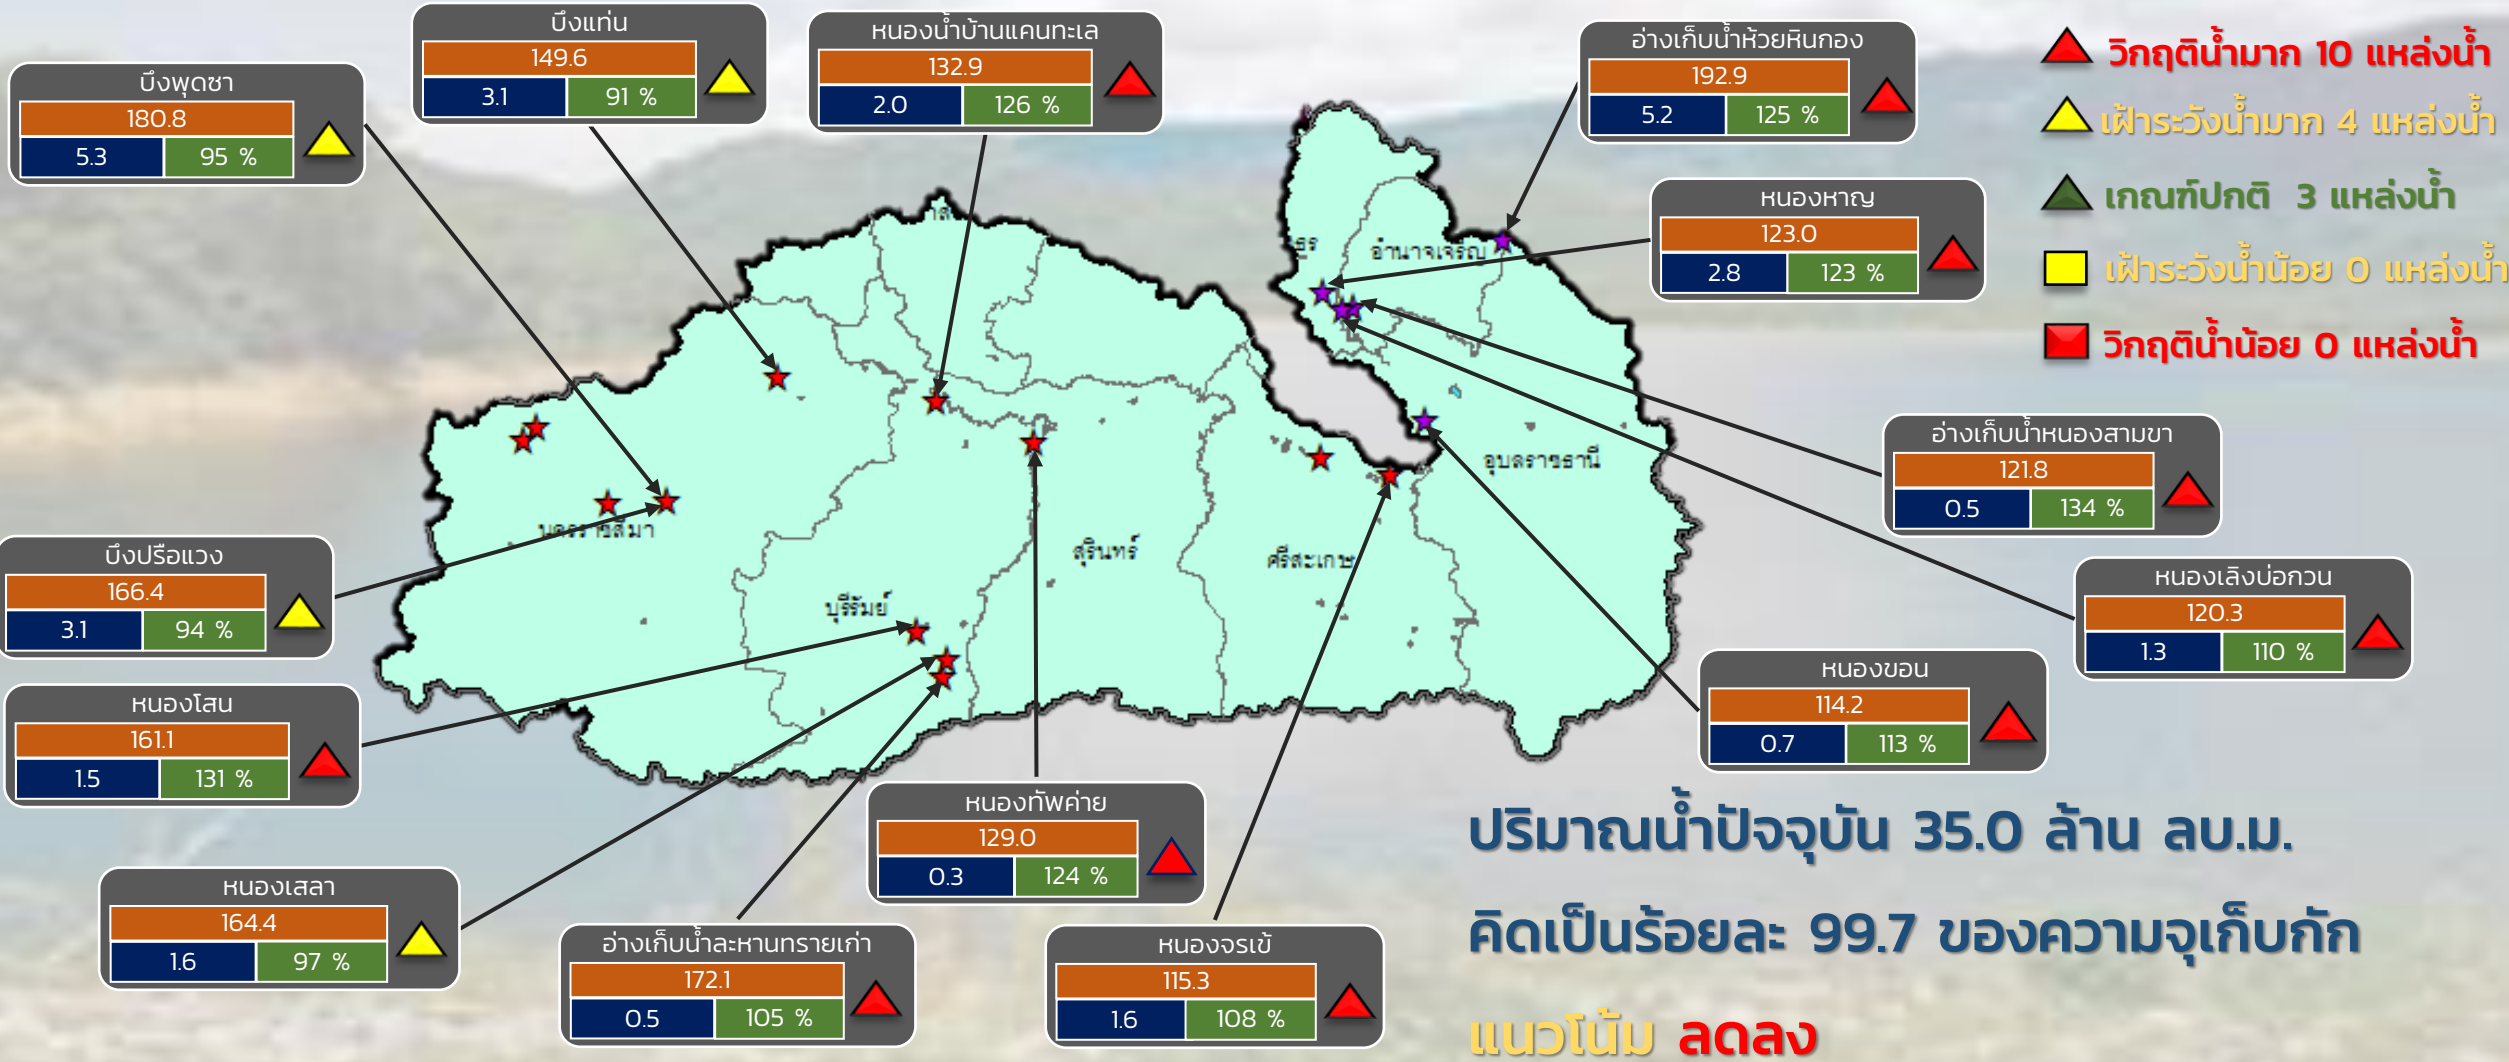 บึงแท่น
149.6
3.1 91 %
หนองน้ำบ้านแคนทะเล
132.9
2.0 126 %
อ่างเก็บน้ำห้วยหินกอง
192.9
5.2 125 %
วิกฤติน้ำมาก 10 แหล่งน้ำ
เฝ้าระวังน้ำมาก 4 แหล่งน้ำ
เกณฑ์ปกติ 3 แหล่งน้ำ
เฝ้าระวังน้ำน้อย 0 แหล่งน้ำ
วิกฤติน้ำน้อย 0 แหล่งน้ำ
บึงพุดซา
180.8
5.3 95 %
หนองหาญ
123.0
2.8 123 %
อำนาจเจริญ
อุบลราชธานี
นครราชสีมา
สุรินทร์
ศรีสะเกษ
บุรีรัมย์
อ่างเก็บน้ำหนองสามขา
121.8
0.5 134 %
บึงปรือแวง
166.4
3.1 94 %
หนองเลิงบ่อกวน
120.3
1.3 110 %
หนองโสน
161.1
1.5 131 %
หนองขอน
114.2
0.7 113 %
หนองทัพค่าย
129.0
0.3 124 %
หนองเสลา
164.4
1.6 97 %
อ่างเก็บน้ำละหานทรายเก่า
172.1
0.5 105 %
หนองจรเข้
115.3
1.6 108 %
ปริมาณน้ำปัจจุบัน 35.0 ล้าน ลบ.ม.
คิดเป็นร้อยละ 99.7 ของความจุเก็บกัก
แนวโน้ม ลดลง